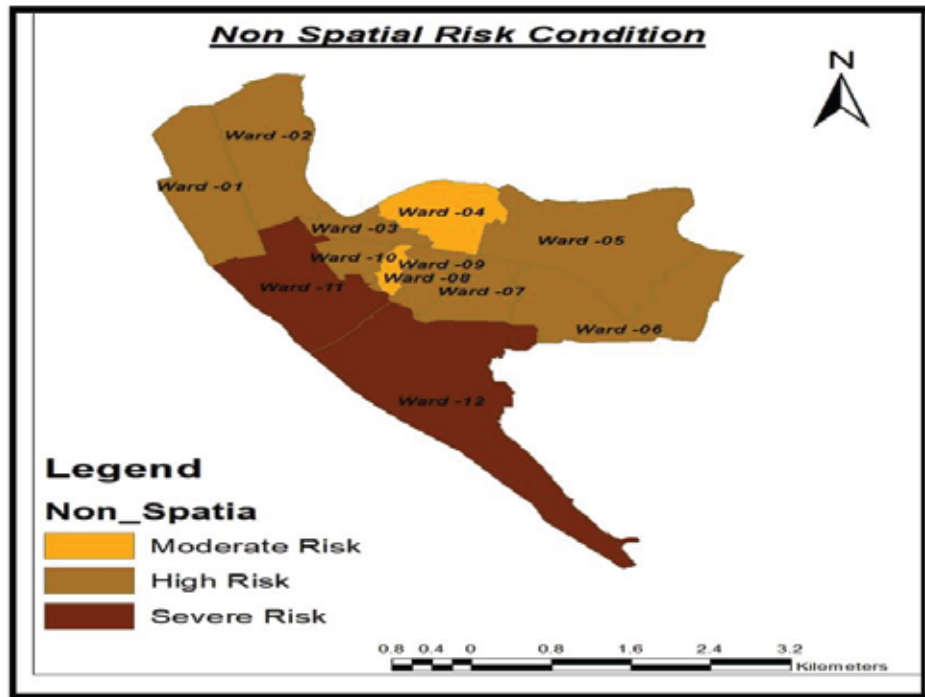 Non Spatial Risk Condition
N
Ward -02
Ward -01
Ward -04
Ward -03
Ward -05
Ward -10
Ward -09
Ward -08
Ward -11
Ward -07
Ward -06
Ward -12
Legend
Non_Spatia
Moderate Risk
High Risk
Severe Risk
0.8 0.4 0 0.8 1.6 2.4 3.2
Kilometers